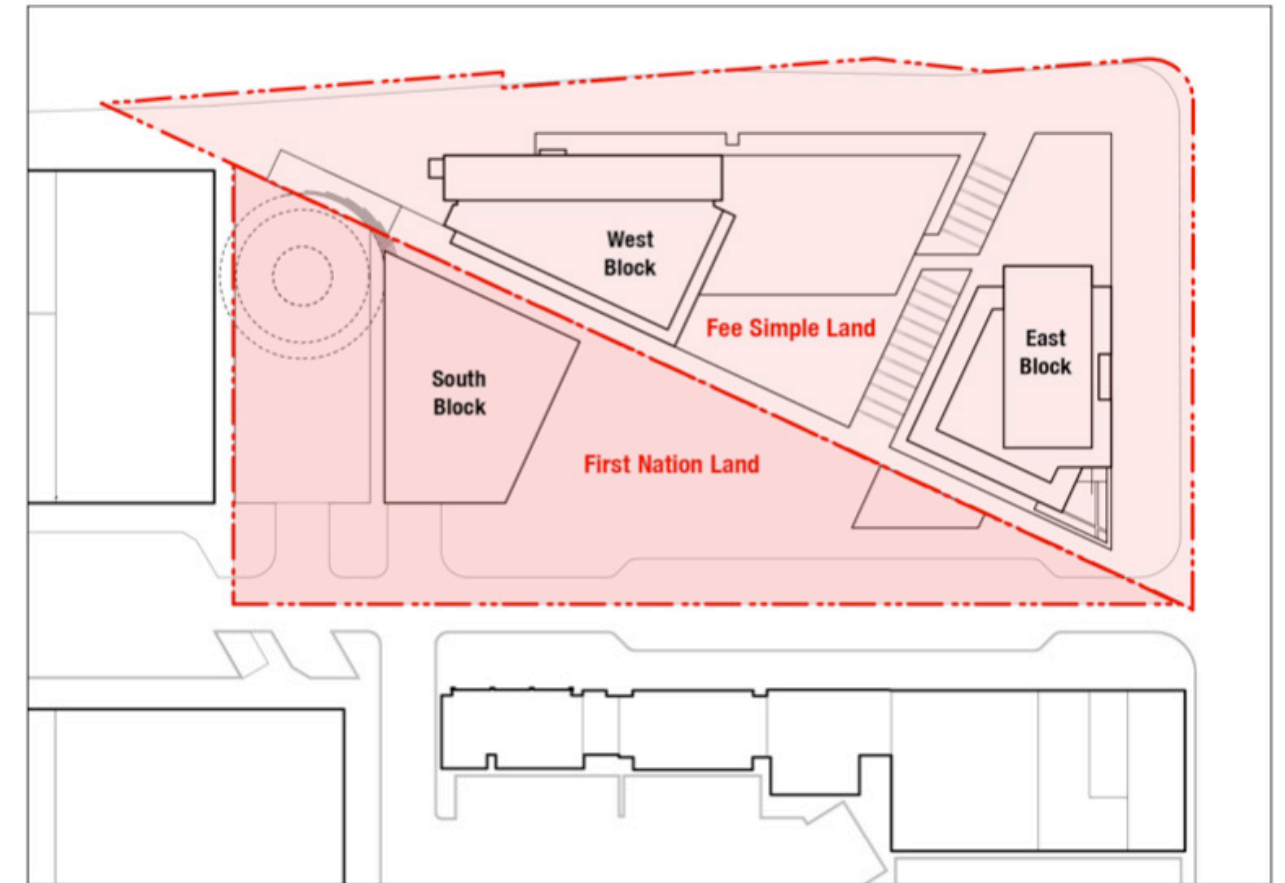 West
Block
Fee Simple Land
East
Block
South
Block
First Nation Land